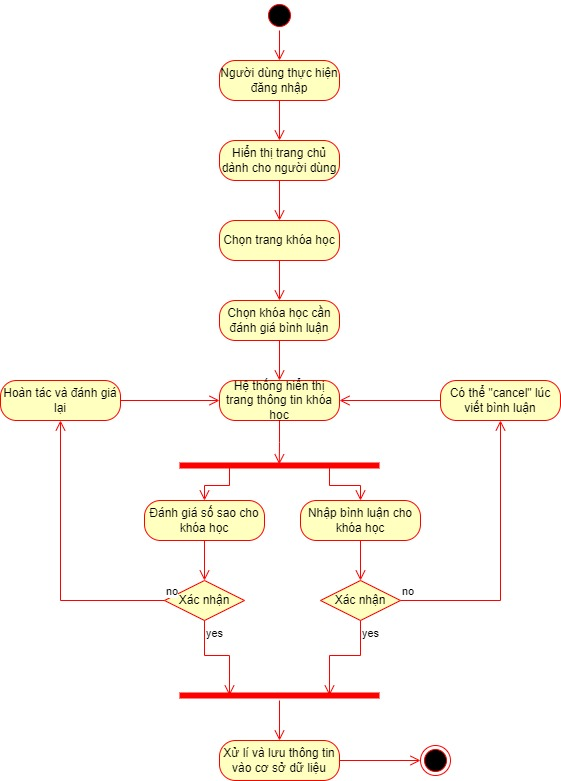 Người dùng thực hiện
đăng nhập
Hiển thị trang chủ
dành cho người dùng
Chọn trang khóa học
Chọn khóa học cần
đánh giá bình luận
Hoàn tác và đánh giá
lại
Hệ thống hiển thị
trang thông tin khóa
học
Có thể "cancel" lúc
viết bình luận
Đánh giá số sao cho
khóa học
Nhập bình luận cho
khóa học
no
Xác nhận
Xác nhận
no
yes
yes
Xử lí và lưu thông tin
vào cơ sở dữ liệu